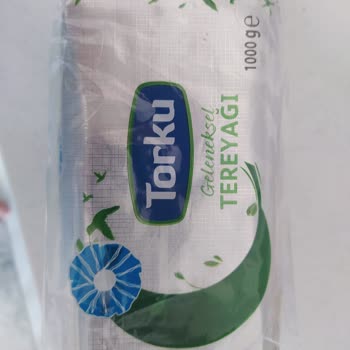 Torku
Geleneksel
TEREYAĞI
1000 g e